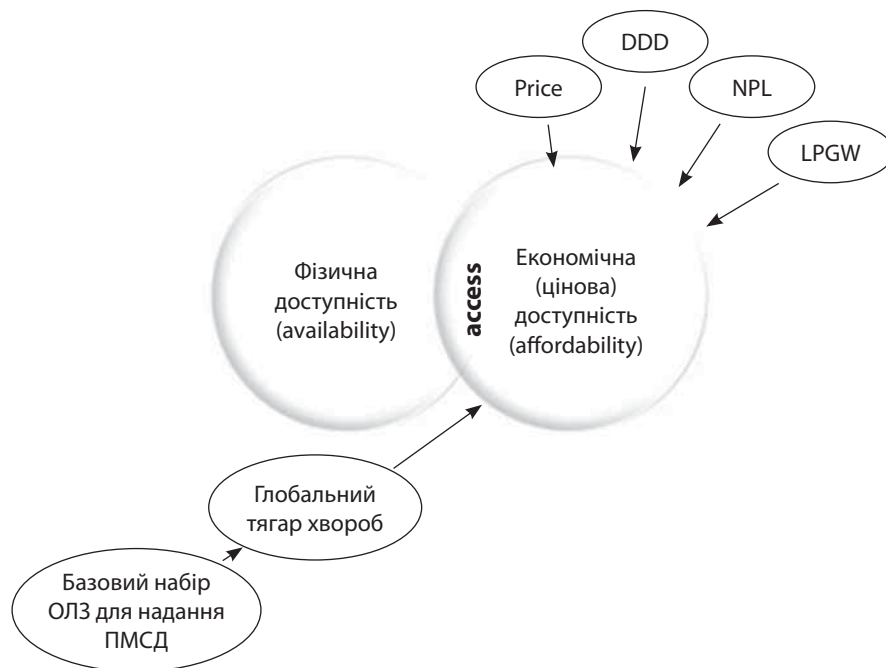 DDD
Price
NPL
LPGW
Фізична
доступність
(availability)
access
Економічна
(цінова)
доступність
(affordability)
Глобальний
тягар хвороб
Базовий набір
ОЛЗ для надання
ПМСД